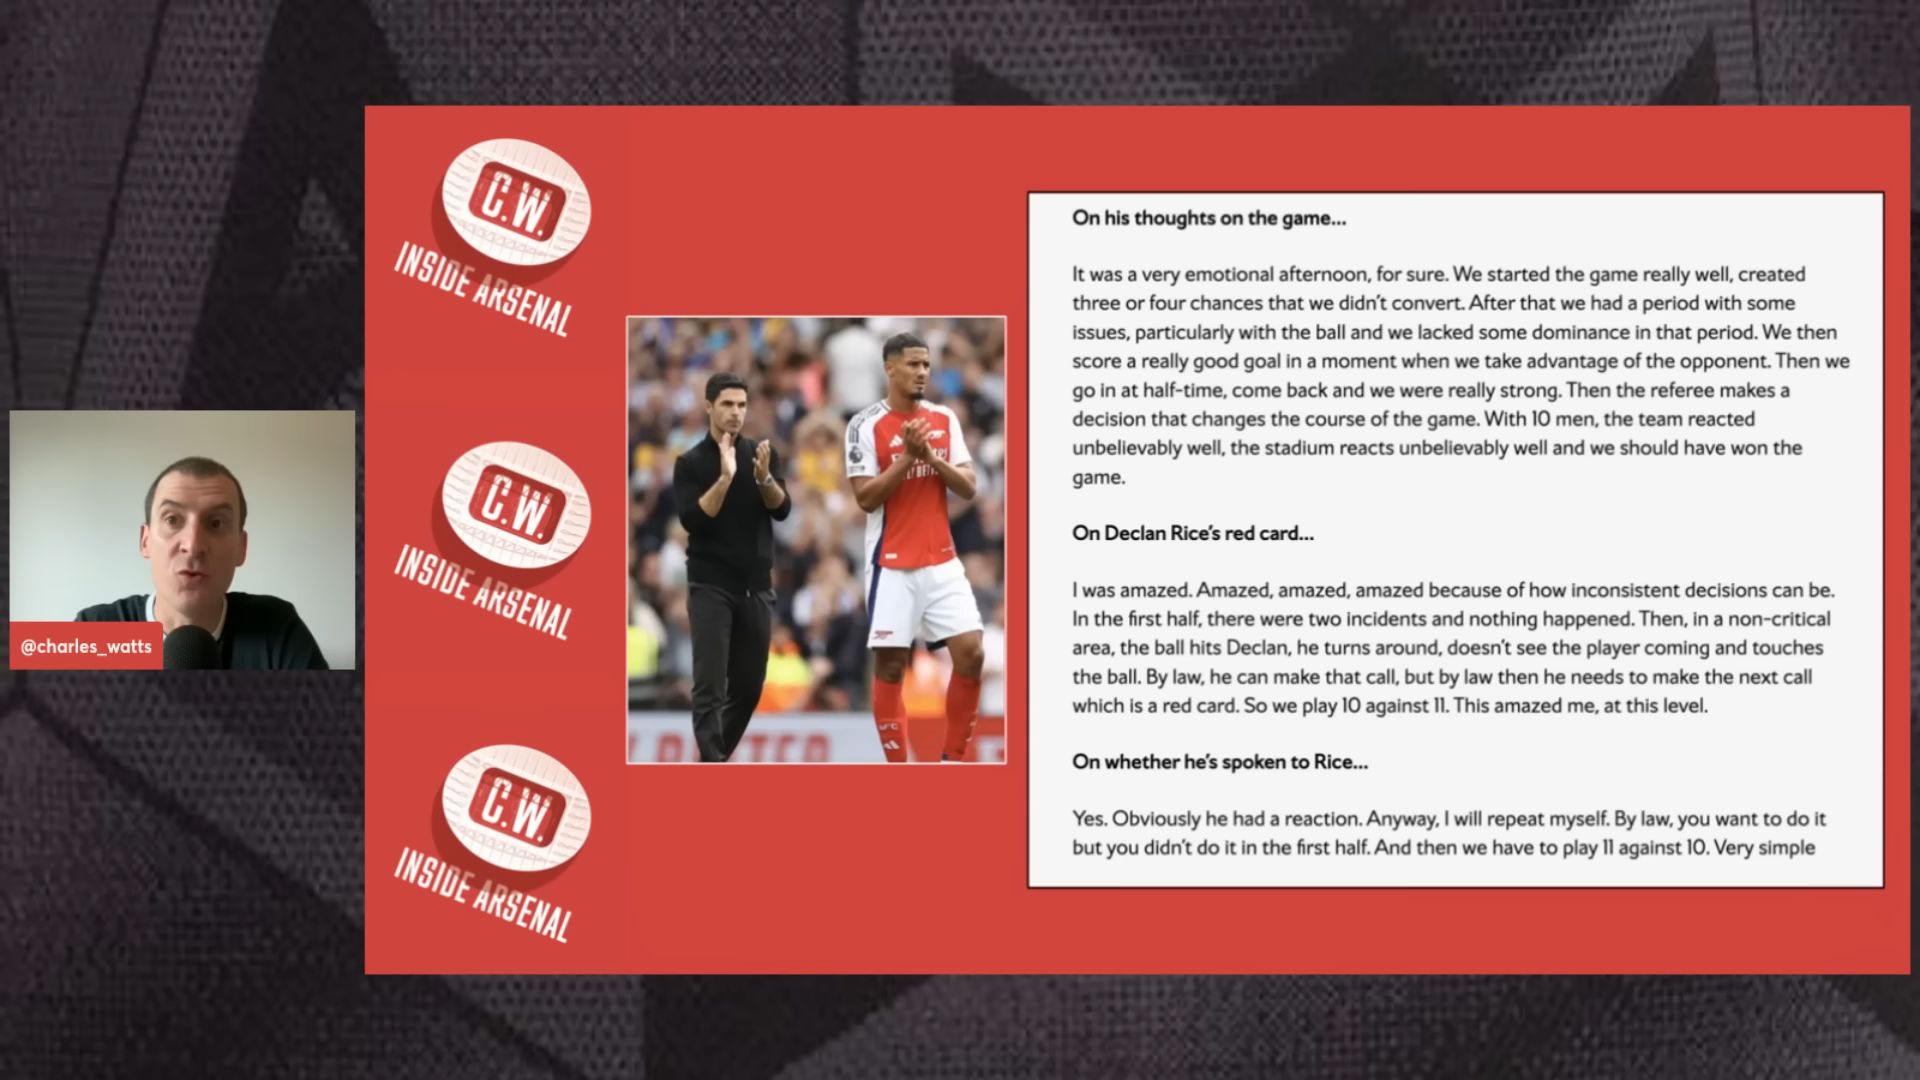 C.W.
INSIDE ARSENAL
C.W.
INSIDE ARSENAL
C.W.
INSIDE ARSENAL
@charles_watts
On his thoughts on the game...
It was a very emotional afternoon, for sure. We started the game really well, created
three or four chances that we didn't convert. After that we had a period with some
issues, particularly with the ball and we lacked some dominance in that period. We then
score a really good goal in a moment when we take advantage of the opponent. Then we
go in at half-time, come back and we were really strong. Then the referee makes a
decision that changes the course of the game. With 10 men, the team reacted
unbelievably well, the stadium reacts unbelievably well and we should have won the
game.
On Declan Rice's red card...
I was amazed. Amazed, amazed, amazed because of how inconsistent decisions can be.
In the first half, there were two incidents and nothing happened. Then, in a non-critical
area, the ball hits Declan, he turns around, doesn't see the player coming and touches
the ball. By law, he can make that call, but by law then he needs to make the next call
which is a red card. So we play 10 against 11. This amazed me, at this level.
On whether he's spoken to Rice...
Yes. Obviously he had a reaction. Anyway, I will repeat myself. By law, you want to do it
but you didn't do it in the first half. And then we have to play 11 against 10. Very simple